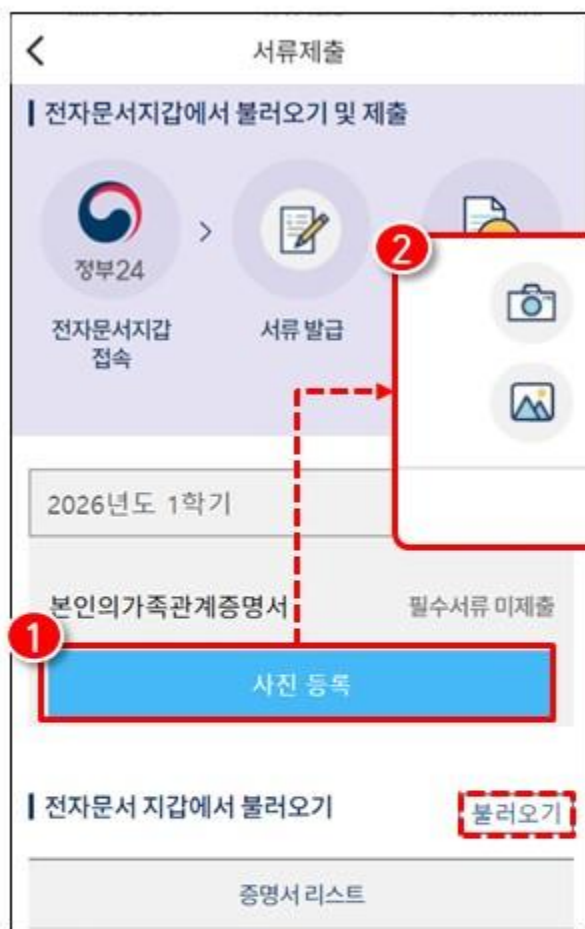 서류제출
전자문서지갑에서 불러오기 및 제출
정부24
전자문서지갑
접속
서류 발급
2
2026년도 1학기
본인의가족관계증명서
필수서류 미제출
1
사진 등록
전자문서 지갑에서 불러오기
불러오기
증명서 리스트